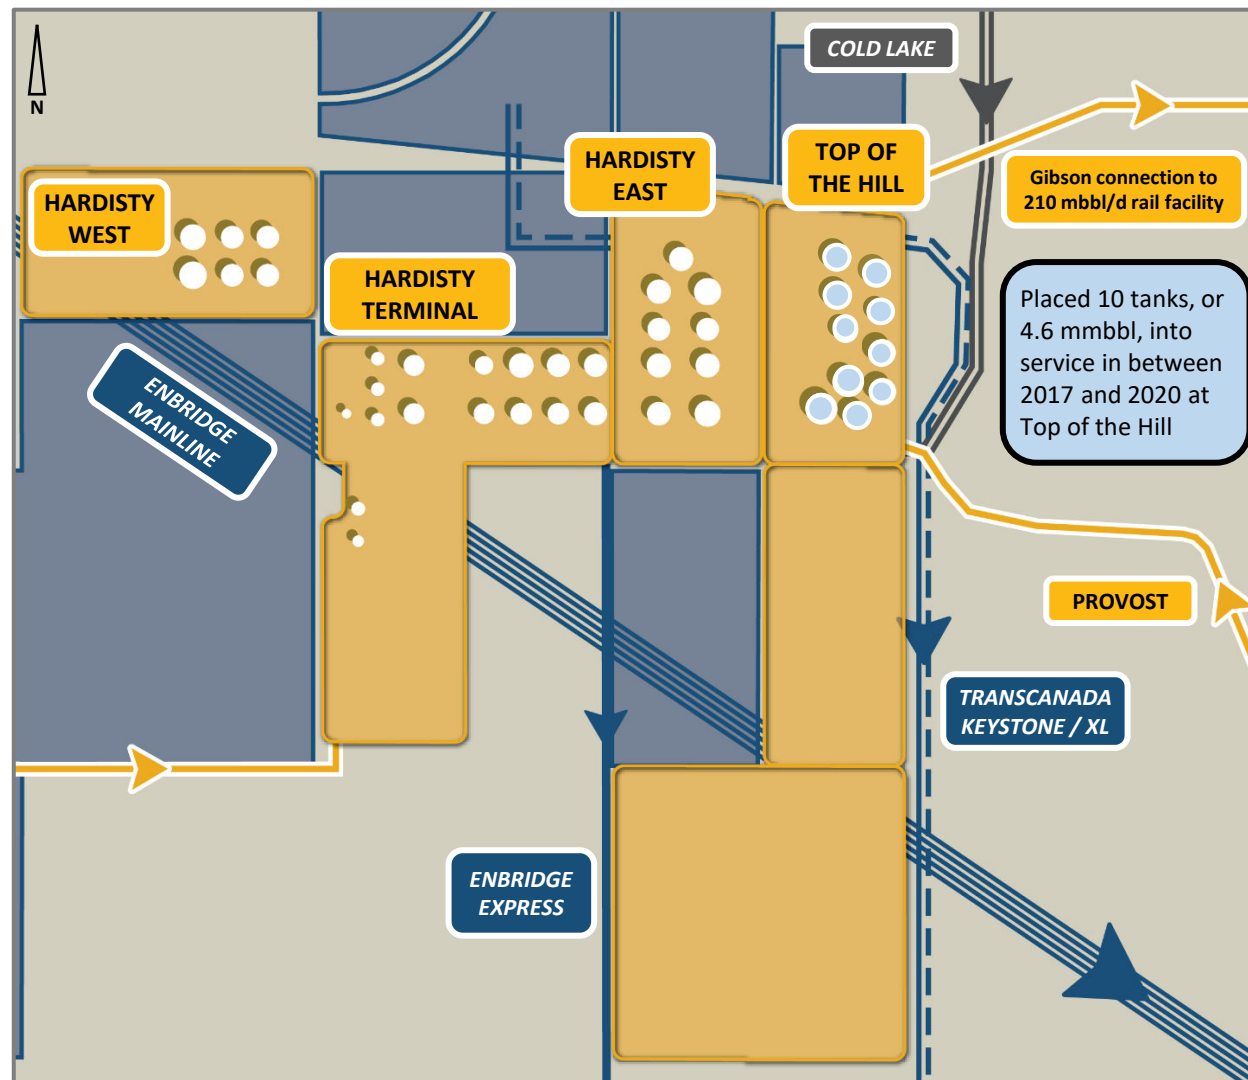 N
COLD LAKE
HARDISTY
EAST
TOP OF
THE HILL
Gibson connection to
210 mbbl/d rail facility
HARDISTY
WEST
HARDISTY
TERMINAL
Placed 10 tanks, or
4.6 mmbbl, into
service in between
2017 and 2020 at
Top of the Hill
ENBRIDGE
MAINLINE
PROVOST
TRANSCANADA
KEYSTONE / XL
ENBRIDGE
EXPRESS